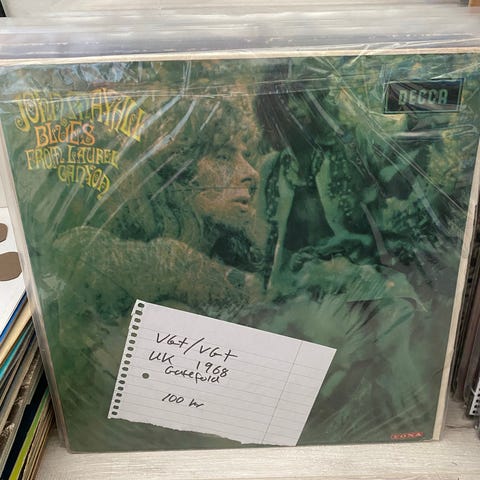 JOHN MAYALL
BLUES
FROM LAUREL
CANYON
DECCA
VG+/VG+
UK 1968
Gatefold
100 kr